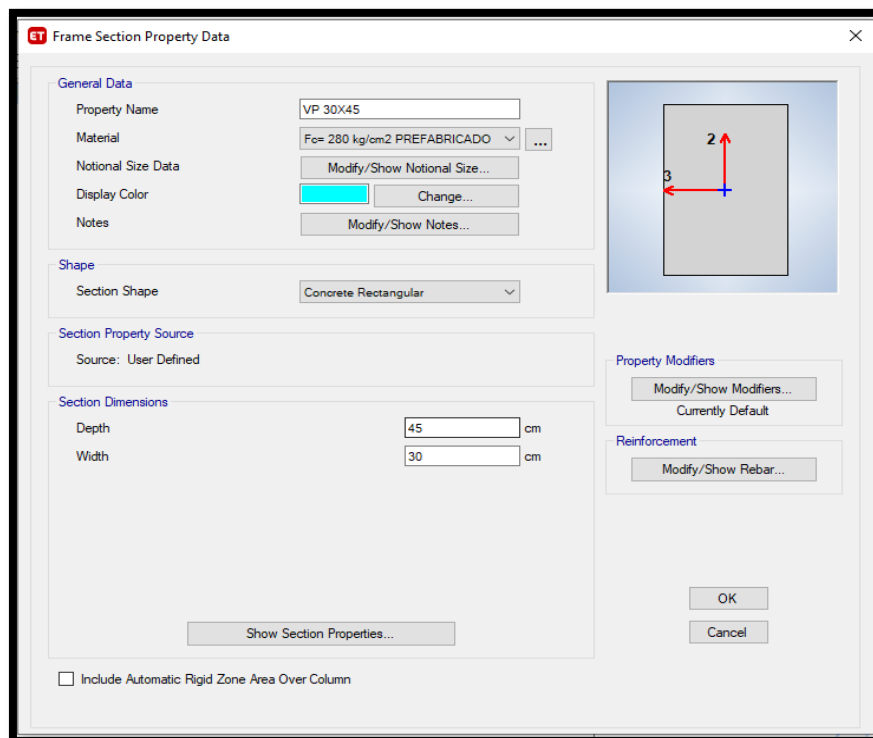 ET Frame Section Property Data
General Data
Property Name VP 30X45
Material Fc= 280 kg/cm2 PREFABRICADO ...
Notional Size Data Modify/Show Notional Size...
Display Color Change...
Notes Modify/Show Notes...
Shape
Section Shape Concrete Rectangular
Section Property Source
Source: User Defined
Section Dimensions
Depth 45 cm
Width 30 cm
Show Section Properties...
Include Automatic Rigid Zone Area Over Column
2
3
Property Modifiers
Modify/Show Modifiers...
Currently Default
Reinforcement
Modify/Show Rebar...
OK
Cancel